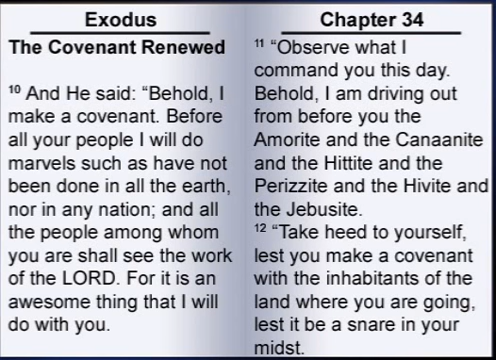 Exodus
The Covenant Renewed
¹⁰ And He said: “Behold, I
make a covenant. Before
all your people I will do
marvels such as have not
been done in all the earth,
nor in any nation; and all
the people among whom
you are shall see the work
of the LORD. For it is an
awesome thing that I will
do with you.
Chapter 34
¹¹ “Observe what I
command you this day.
Behold, I am driving out
from before you the
Amorite and the Canaanite
and the Hittite and the
Perizzite and the Hivite and
the Jebusite.
¹² “Take heed to yourself,
lest you make a covenant
with the inhabitants of the
land where you are going,
lest it be a snare in your
midst.